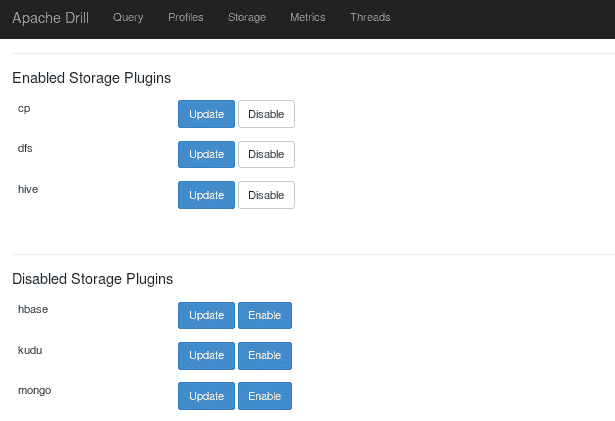 Apache Drill Query Profiles Storage Metrics Threads
Enabled Storage Plugins
cp Update Disable
dfs Update Disable
hive Update Disable
Disabled Storage Plugins
hbase Update Enable
kudu Update Enable
mongo Update Enable